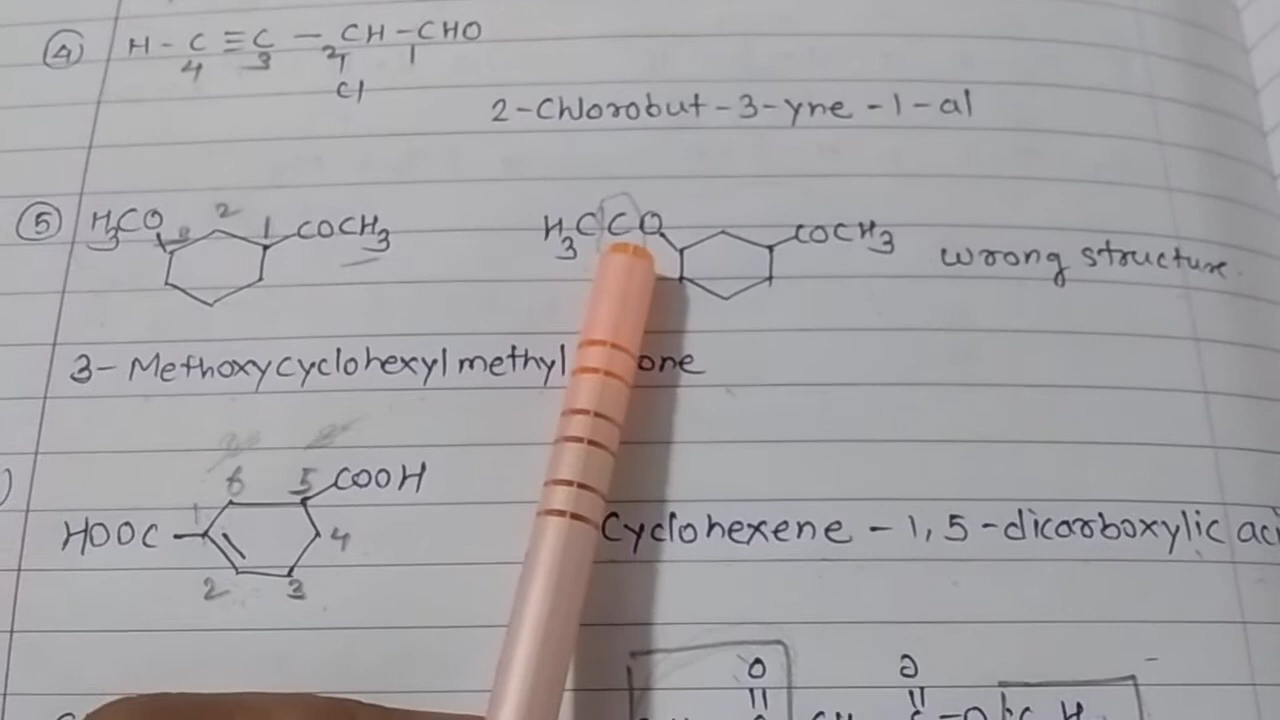 ④ H - C ≡ C - CH - CHO
4 3 2 1
Cl
2-Chlorobut-3-yne-1-al
⑤ H3CO 3 2 1 COCH3 H3CCO COCH3 wrong structure.
3-Methoxycyclohexyl methyl one
6 5 COOH
HOOC 1 4 Cyclohexene-1,5-dicarboxylic aci
2 3
O O